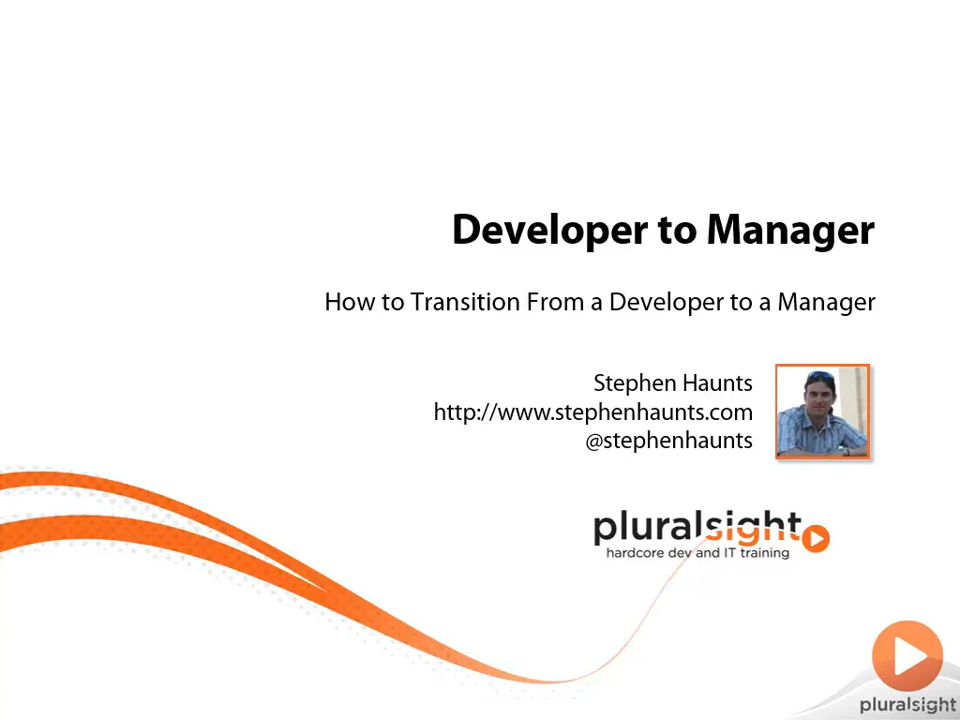 Developer to Manager
How to Transition From a Developer to a Manager
Stephen Haunts
http://www.stephenhaunts.com
@stephenhaunts
pluralsight
hardcore dev and IT training
pluralsight